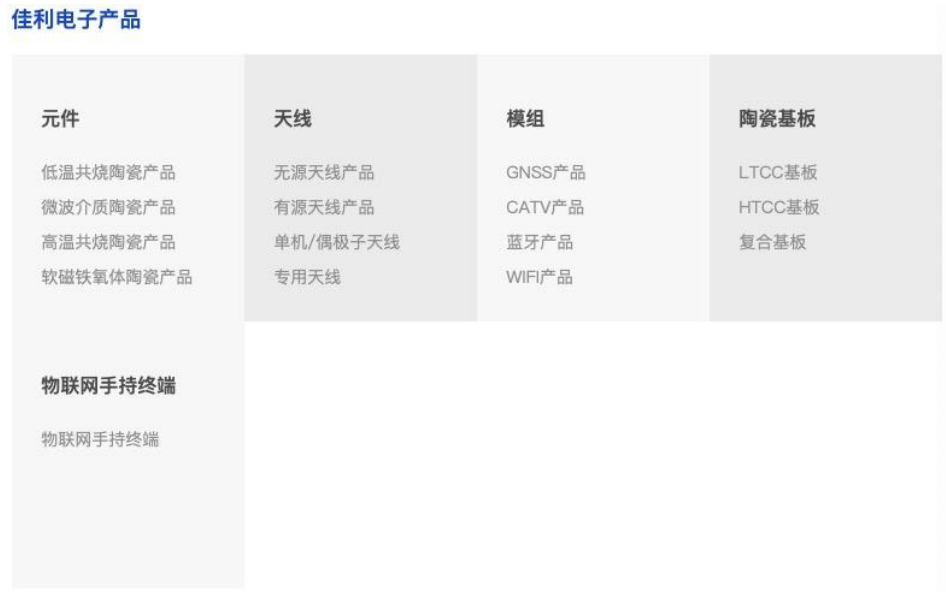 佳利电子产品
元件
低温共烧陶瓷产品
微波介质陶瓷产品
高温共烧陶瓷产品
软磁铁氧体陶瓷产品
天线
无源天线产品
有源天线产品
单机/偶极子天线
专用天线
模组
GNSS产品
CATV产品
蓝牙产品
WIFI产品
陶瓷基板
LTCC基板
HTCC基板
复合基板
物联网手持终端
物联网手持终端